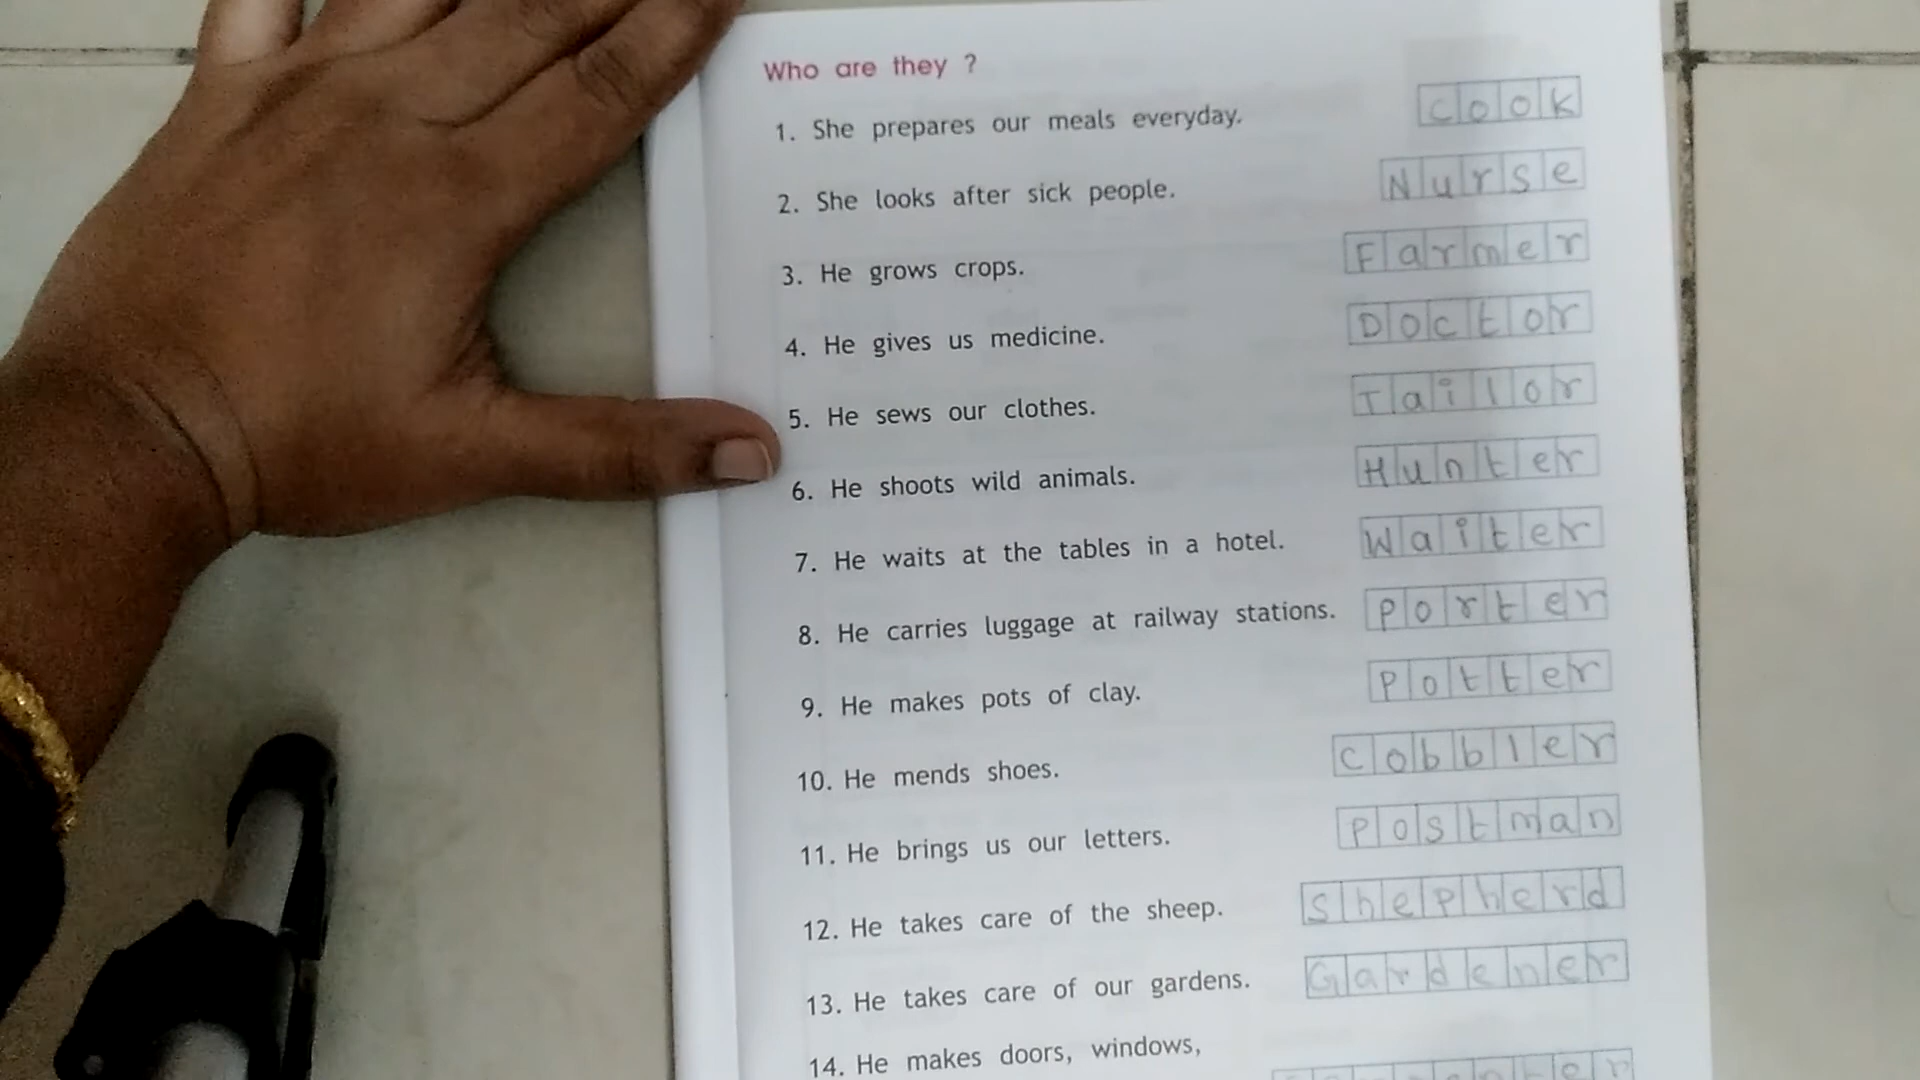 Who are they ?
1. She prepares our meals everyday. cook
2. She looks after sick people. Nurse
3. He grows crops. Farmer
4. He gives us medicine. Doctor
5. He sews our clothes. Tailor
6. He shoots wild animals. Hunter
7. He waits at the tables in a hotel. Waiter
8. He carries luggage at railway stations. Porter
9. He makes pots of clay. Potter
10. He mends shoes. Cobbler
11. He brings us our letters. Postman
12. He takes care of the sheep. Shepherd
13. He takes care of our gardens. Gardener
14. He makes doors, windows,